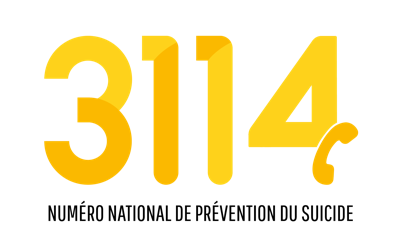 3114
NUMÉRO NATIONAL DE PRÉVENTION DU SUICIDE